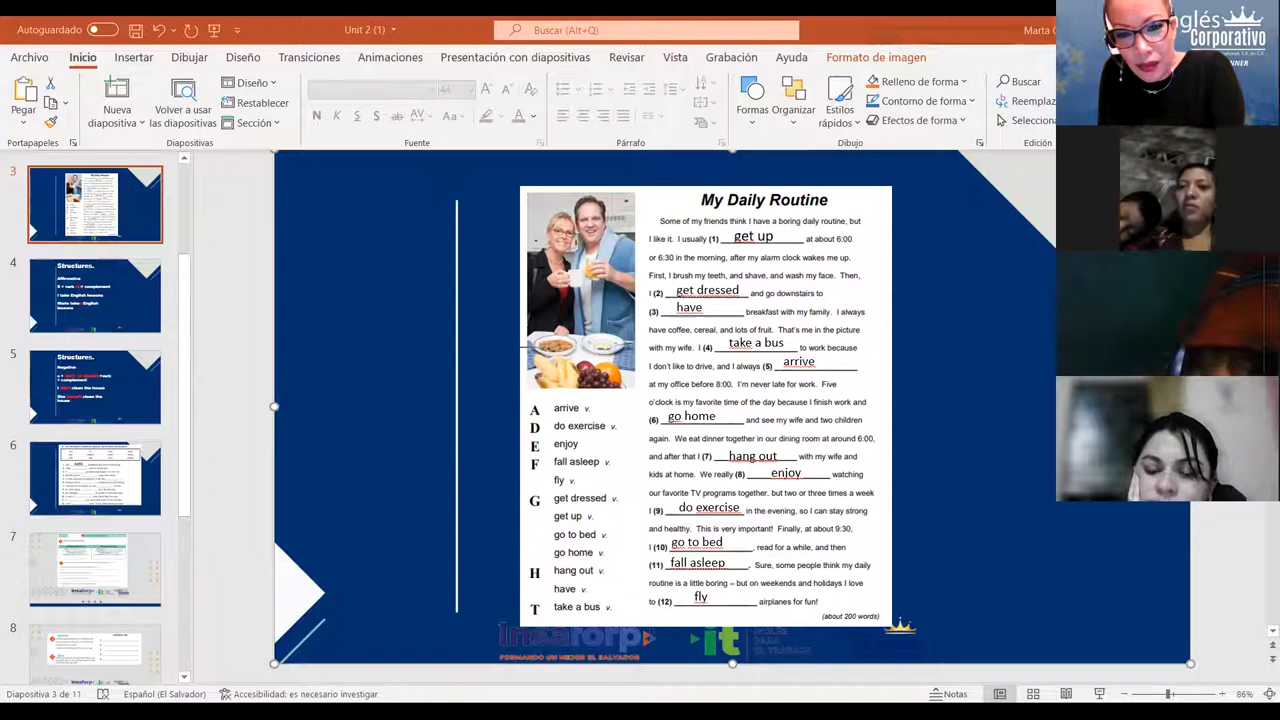 Autoguardado
Unit 2 (1)
Buscar (Alt+Q)
Marta
Archivo
Inicio
Insertar
Dibujar
Diseño
Transiciones
Animaciones
Presentación con diapositivas
Revisar
Vista
Grabación
Ayuda
Formato de imagen
Pegar
Nueva
diapositiva
Volver a usar
las diapositivas
Diseño
Restablecer
Sección
Formas
Organizar
Estilos
rápidos
Relleno de forma
Contorno de forma
Efectos de forma
Buscar
Portapapeles
Diapositivas
Fuente
Párrafo
Dibujo
Edición
Corporativo
4
Structures.
Affirmative
Structures.
Negative
6
7
8
My Daily Routine
Some of my friends think I have a boring daily routine, but
I like it. I usually (1) get up at about 6:00
or 6:30 in the morning, after my alarm clock wakes me up.
First, I brush my teeth, and shave, and wash my face. Then,
I (2) get dressed and go downstairs to
(3) have breakfast with my family. I always
have coffee, cereal, and lots of fruit. That's me in the picture
with my wife. I (4) take a bus to work because
I don't like to drive, and I always (5) arrive
at my office before 8:00. I'm never late for work. Five
o'clock is my favorite time of the day because I finish work and
(6) go home and see my wife and two children
again. We eat dinner together in our dining room at around 6:00,
and after that I (7) hang out with my wife and
kids at home. We really (8) enjoy watching
our favorite TV programs together, but two or three times a week
I (9) do exercise in the evening, so I can stay strong
and healthy. This is very important! Finally, at about 9:30,
I (10) go to bed, read for a while, and then
(11) fall asleep. Sure, some people think my daily
routine is a little boring – but on weekends and holidays I love
to (12) fly airplanes for fun!
(about 200 words)
A arrive v.
D do exercise v.
E enjoy
F fall asleep v.
fly v.
G get dressed v.
get up v.
go to bed v.
go home v.
H hang out v.
have v.
T take a bus v.
insaforp
it
Diapositiva 3 de 11
Español (El Salvador)
Accesibilidad: es necesario investigar
Notas
86%